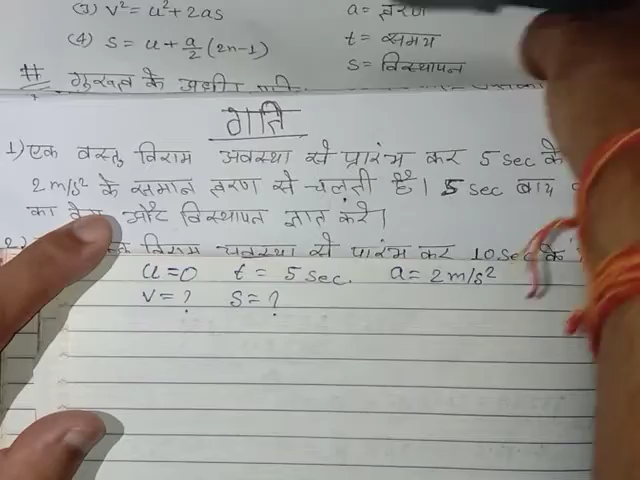 (3) v² = u² + 2as
a = त्वरण
(4) s = u + a/2 (2n-1)
t = समय
s = विस्थापन
# गुरुत्व के अधीन गति
गति
1) एक वस्तु विराम अवस्था से प्रारंभ कर 5 sec के
2 m/s² के समान त्वरण से चलती है। 5 sec बाद
का वेग और विस्थापन ज्ञात करें।
विराम अवस्था से प्रारंभ कर 10 sec के
u = 0 t = 5 sec. a = 2 m/s²
v = ? s = ?